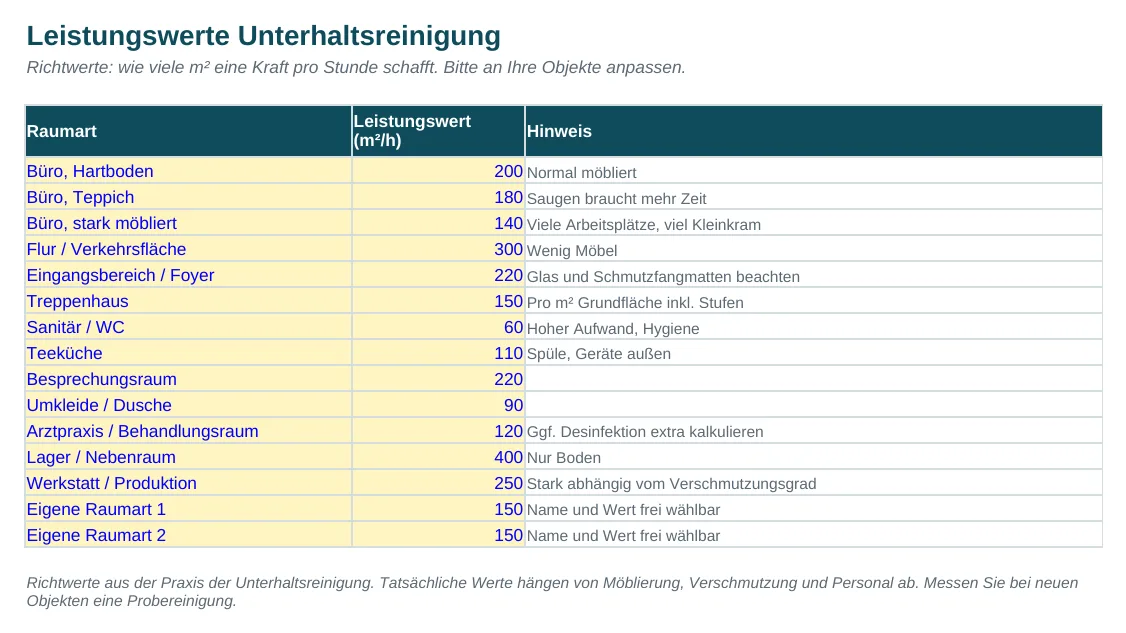 Leistungswerte Unterhaltsreinigung
Richtwerte: wie viele m² eine Kraft pro Stunde schafft. Bitte an Ihre Objekte anpassen.
Raumart Leistungswert (m²/h) Hinweis
Büro, Hartboden 200 Normal möbliert
Büro, Teppich 180 Saugen braucht mehr Zeit
Büro, stark möbliert 140 Viele Arbeitsplätze, viel Kleinkram
Flur / Verkehrsfläche 300 Wenig Möbel
Eingangsbereich / Foyer 220 Glas und Schmutzfangmatten beachten
Treppenhaus 150 Pro m² Grundfläche inkl. Stufen
Sanitär / WC 60 Hoher Aufwand, Hygiene
Teeküche 110 Spüle, Geräte außen
Besprechungsraum 220
Umkleide / Dusche 90
Arztpraxis / Behandlungsraum 120 Ggf. Desinfektion extra kalkulieren
Lager / Nebenraum 400 Nur Boden
Werkstatt / Produktion 250 Stark abhängig vom Verschmutzungsgrad
Eigene Raumart 1 150 Name und Wert frei wählbar
Eigene Raumart 2 150 Name und Wert frei wählbar
Richtwerte aus der Praxis der Unterhaltsreinigung. Tatsächliche Werte hängen von Möblierung, Verschmutzung und Personal ab. Messen Sie bei neuen
Objekten eine Probereinigung.